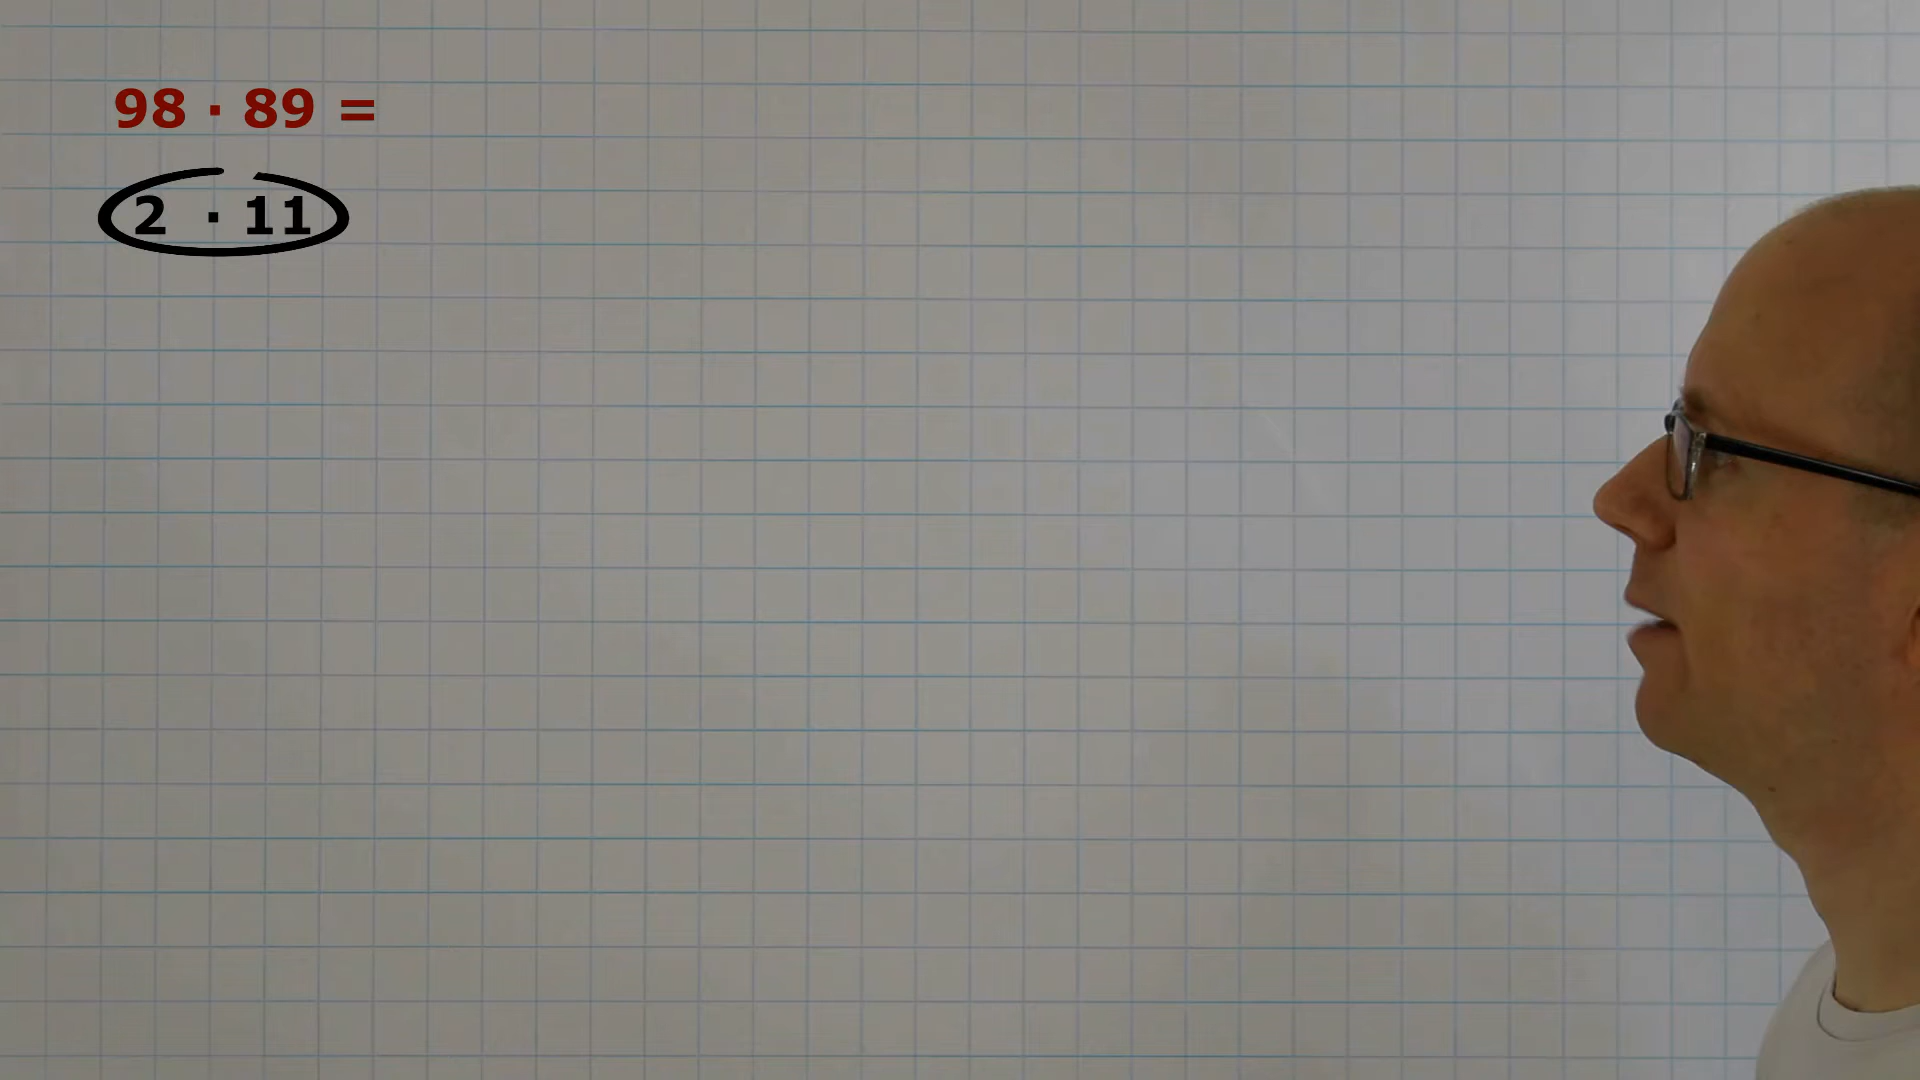 98 · 89 =
2 · 11